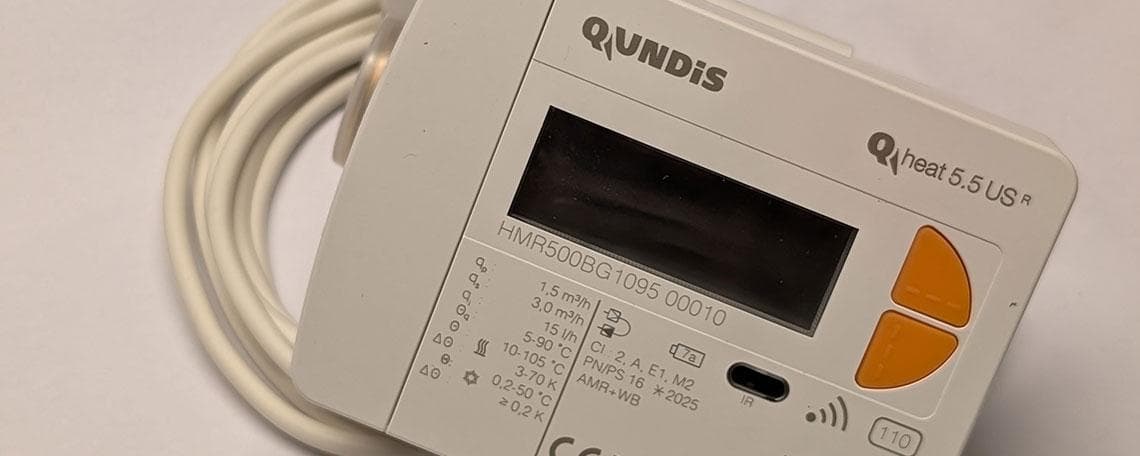 QUNDIS
Q heat 5.5 US R
HMR500BG1095 00010
qp: 1,5 m³/h
qs: 3,0 m³/h
qi: 15 l/h
Θq: 5-90 °C
Θ: 10-105 °C
ΔΘ: 3-70 K
Θ: 0,2-50 °C
ΔΘ: ≥ 0,2 K
Cl : 2, A, E1, M2
PN/PS 16 2025
AMR+WB
7a
IR
110
CE